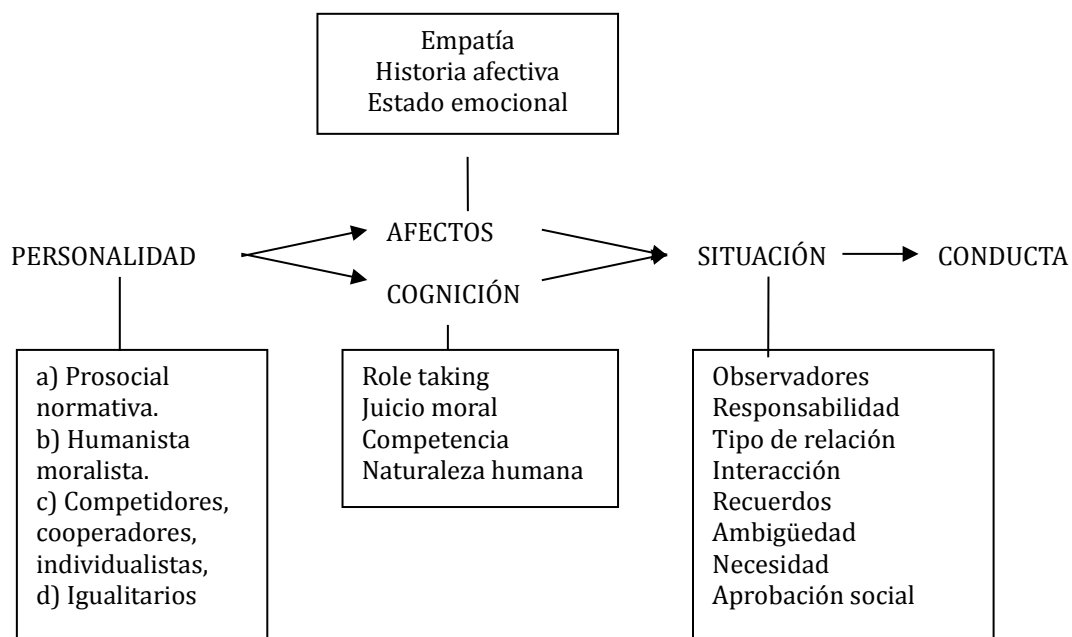 Empatía
Historia afectiva
Estado emocional
AFECTOS
PERSONALIDAD
SITUACIÓN
CONDUCTA
COGNICIÓN
a) Prosocial
normativa.
b) Humanista
moralista.
c) Competidores,
cooperadores,
individualistas,
d) Igualitarios
Role taking
Juicio moral
Competencia
Naturaleza humana
Observadores
Responsabilidad
Tipo de relación
Interacción
Recuerdos
Ambigüedad
Necesidad
Aprobación social